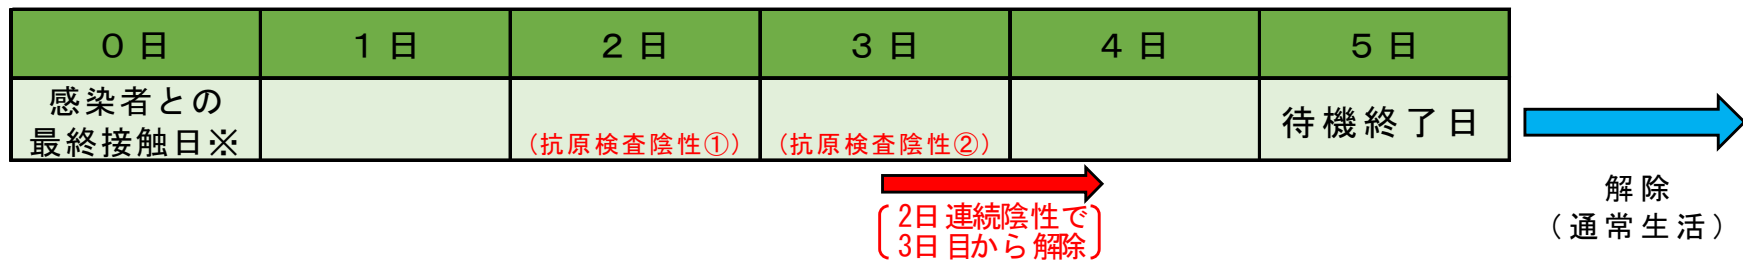 ０日 １日 ２日 ３日 ４日 ５日
感染者との
最終接触日※
（抗原検査陰性①） （抗原検査陰性②）
待機終了日
2日連続陰性で
3日目から解除
解除
（通常生活）